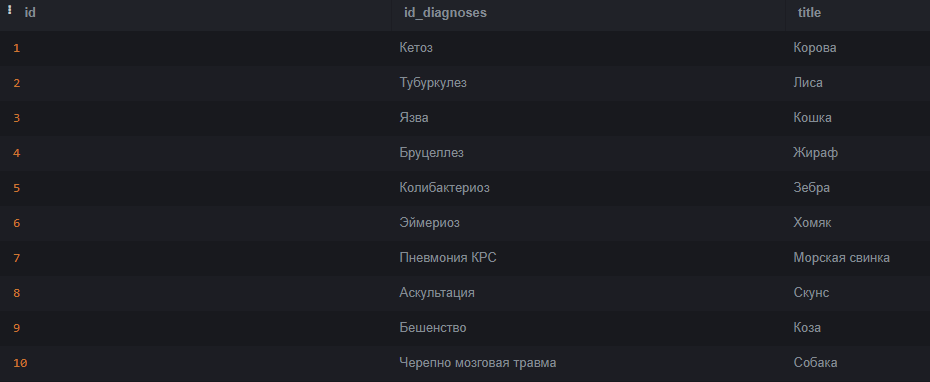 id id_diagnoses title
1 Кетоз Корова
2 Тубуркулез Лиса
3 Язва Кошка
4 Бруцеллез Жираф
5 Колибактериоз Зебра
6 Эймериоз Хомяк
7 Пневмония КРС Морская свинка
8 Аскультация Скунс
9 Бешенство Коза
10 Черепно мозговая травма Собака